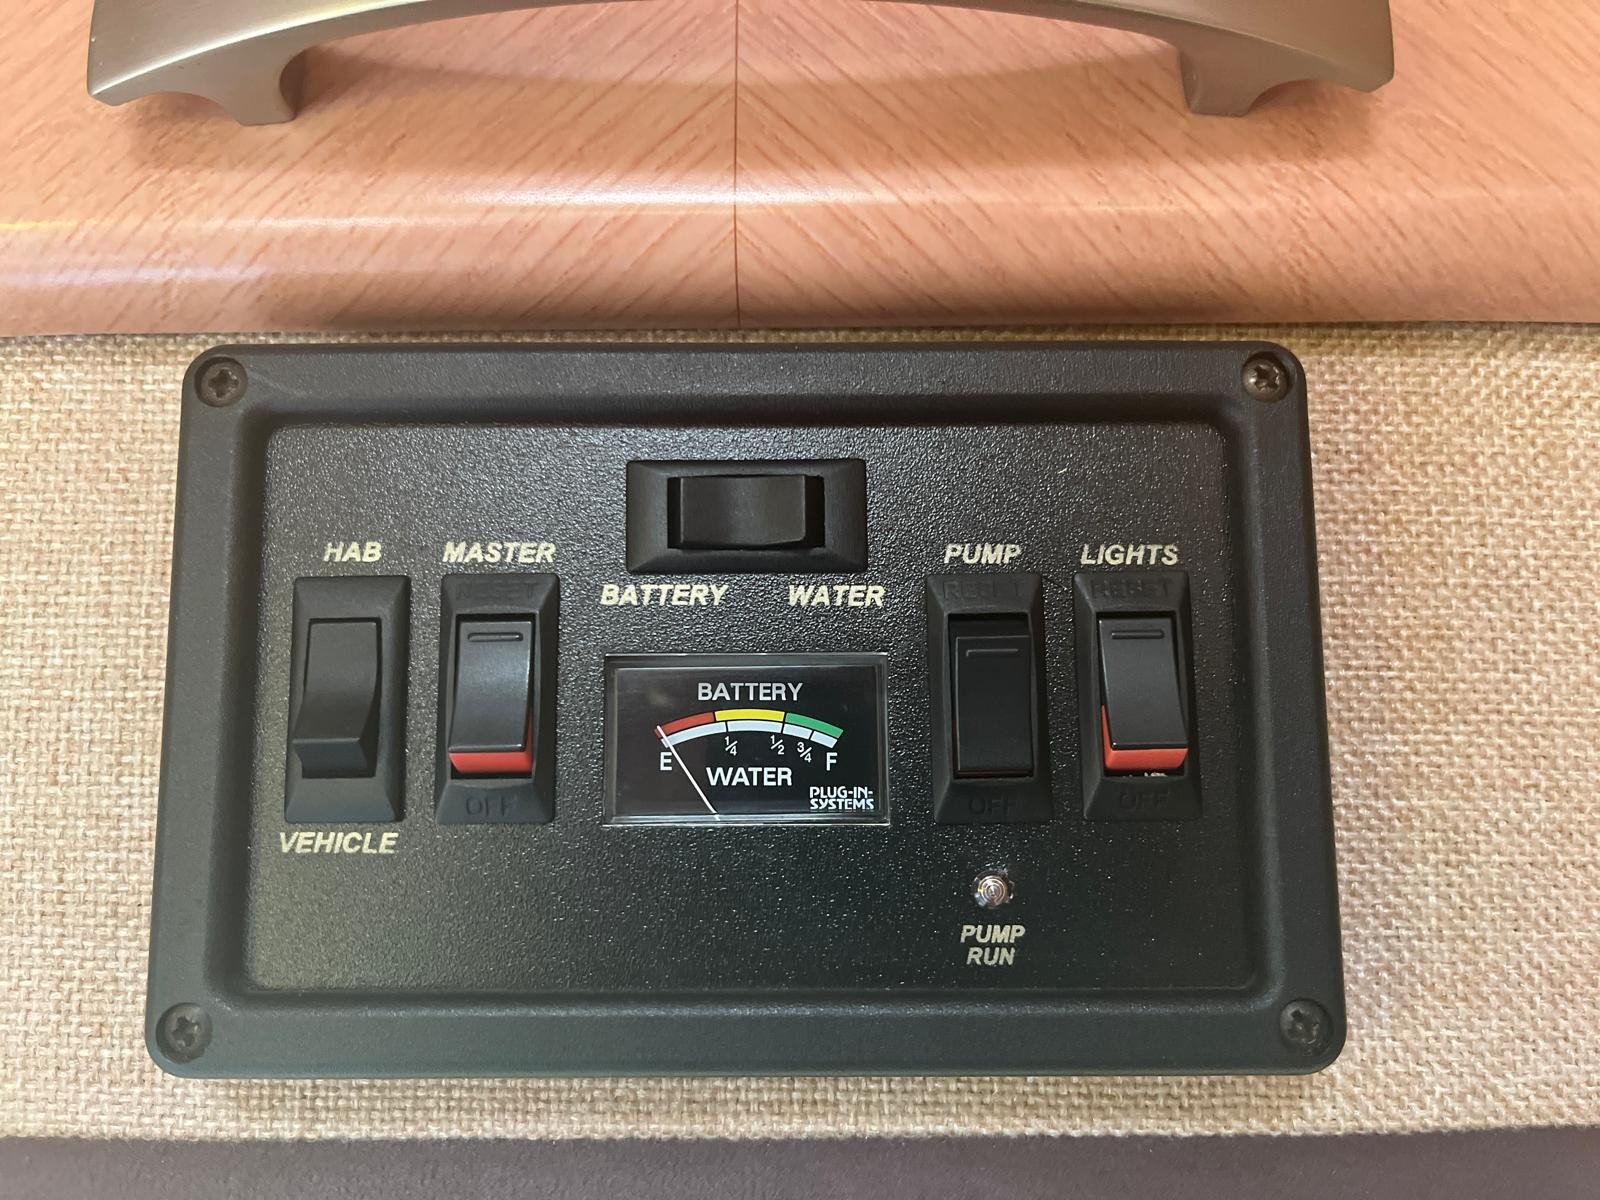 HAB
MASTER
PUMP
LIGHTS
RESET
RESET
RESET
BATTERY
WATER
BATTERY
1/4
1/2
3/4
E
F
WATER
PLUG-IN-
SYSTEMS
OFF
OFF
OFF
VEHICLE
PUMP
RUN